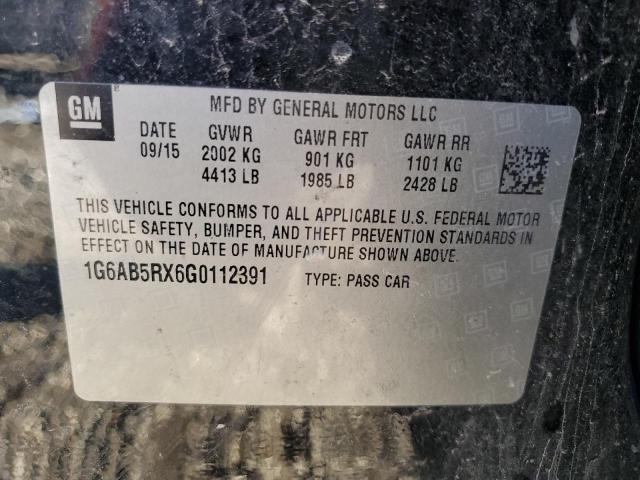 GM
MFD BY GENERAL MOTORS LLC
DATE GVWR GAWR FRT GAWR RR
09/15 2002 KG 901 KG 1101 KG
4413 LB 1985 LB 2428 LB
THIS VEHICLE CONFORMS TO ALL APPLICABLE U.S. FEDERAL MOTOR
VEHICLE SAFETY, BUMPER, AND THEFT PREVENTION STANDARDS IN
EFFECT ON THE DATE OF MANUFACTURE SHOWN ABOVE.
1G6AB5RX6G0112391 TYPE: PASS CAR